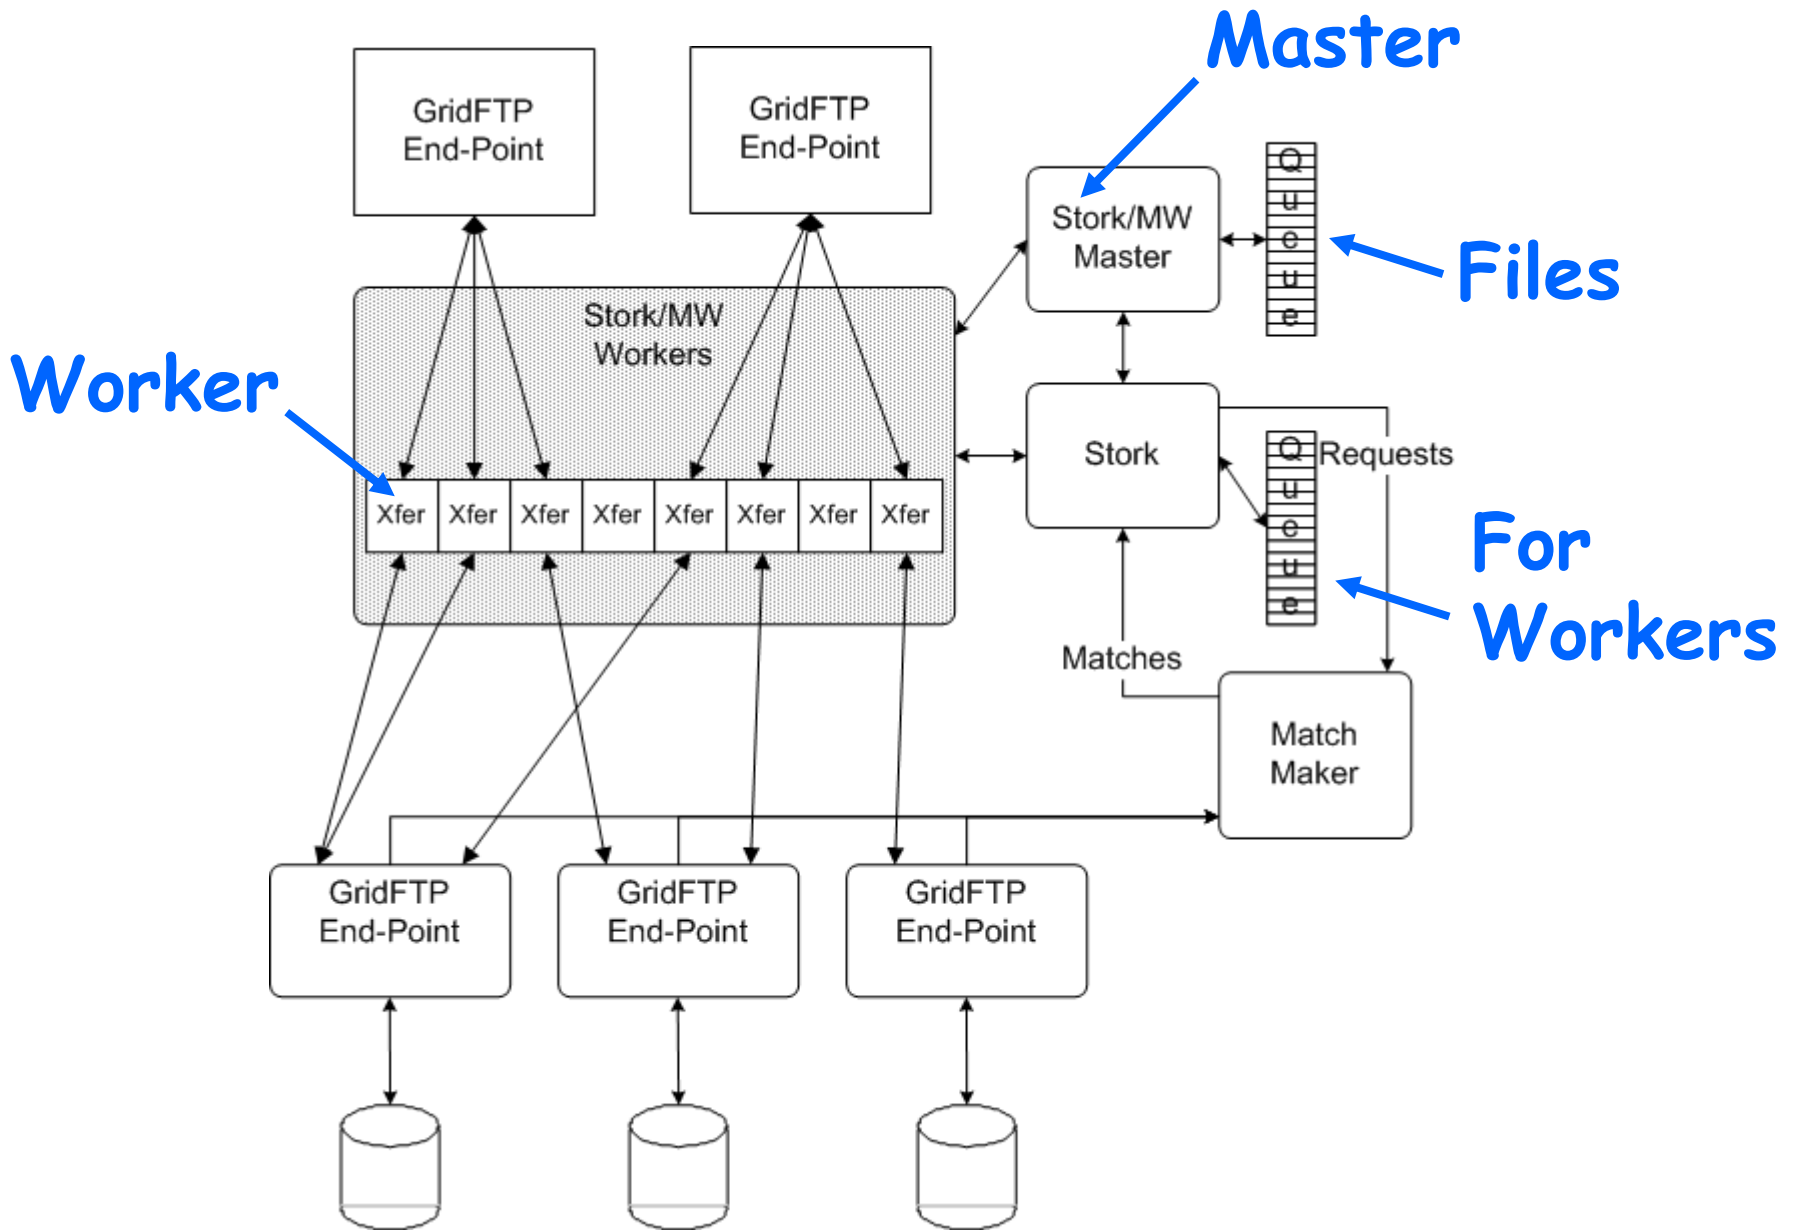 Master
GridFTP
End-Point
GridFTP
End-Point
Stork/MW
Master
Queue
Files
Stork/MW
Workers
Worker
Stork
Queue
Requests
Xfer Xfer Xfer Xfer Xfer Xfer Xfer Xfer
For
Workers
Matches
Match
Maker
GridFTP
End-Point
GridFTP
End-Point
GridFTP
End-Point